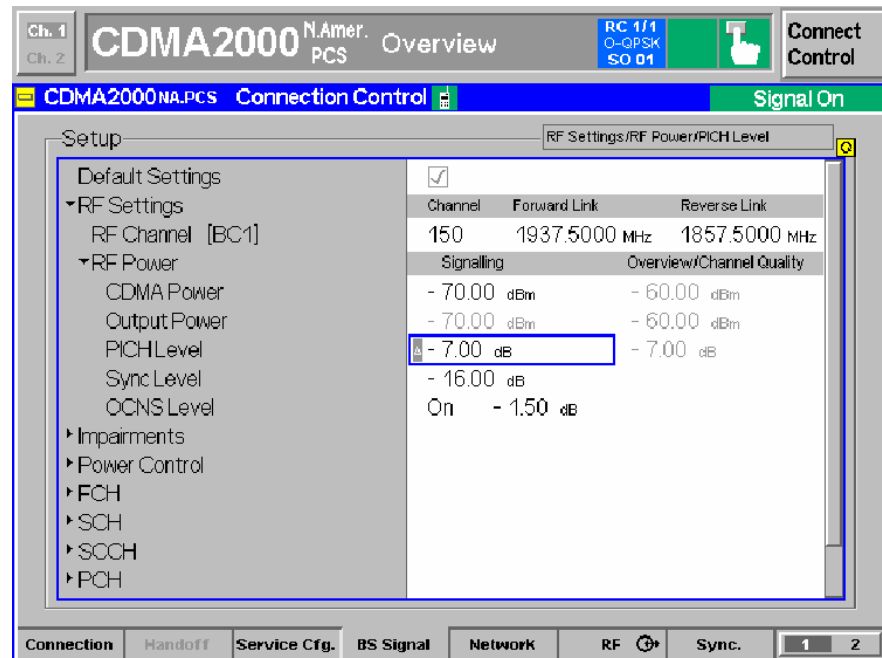 Ch. 1
Ch. 2
CDMA2000 N.Amer. PCS Overview
RC 1/1
O-QPSK
SO 01
Connect Control
CDMA2000 NA.PCS Connection Control
Signal On
Setup
RF Settings/RF Power/PICH Level
Default Settings
RF Settings Channel Forward Link Reverse Link
RF Channel [BC1] 150 1937.5000 MHz 1857.5000 MHz
RF Power Signalling Overview/Channel Quality
CDMA Power - 70.00 dBm - 60.00 dBm
Output Power - 70.00 dBm - 60.00 dBm
PICH Level - 7.00 dB - 7.00 dB
Sync Level - 16.00 dB
OCNS Level On - 1.50 dB
Impairments
Power Control
FCH
SCH
SCCH
PCH
Connection Handoff Service Cfg. BS Signal Network RF Sync. 1 2